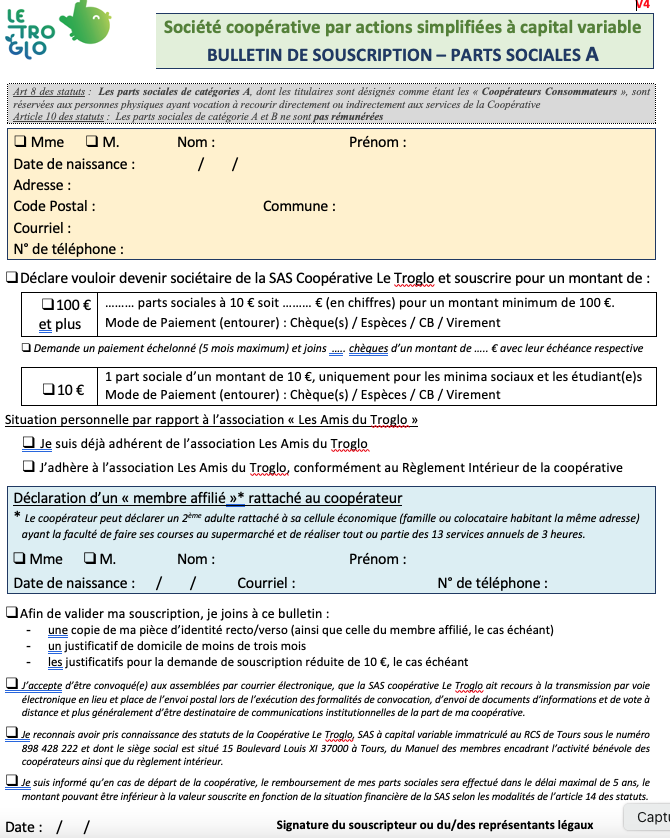 V4
LE
TRO
GLO
Société coopérative par actions simplifiées à capital variable
BULLETIN DE SOUSCRIPTION – PARTS SOCIALES A
Art 8 des statuts : Les parts sociales de catégories A, dont les titulaires sont désignés comme étant les « Coopérateurs Consommateurs », sont
réservées aux personnes physiques ayant vocation à recourir directement ou indirectement aux services de la Coopérative
Article 10 des statuts : Les parts sociales de catégorie A et B ne sont pas rémunérées
❑ Mme ❑ M. Nom : Prénom :
Date de naissance : / /
Adresse :
Code Postal : Commune :
Courriel :
N° de téléphone :
❑Déclare vouloir devenir sociétaire de la SAS Coopérative Le Troglo et souscrire pour un montant de :
❑100 €
et plus
……… parts sociales à 10 € soit ……… € (en chiffres) pour un montant minimum de 100 €.
Mode de Paiement (entourer) : Chèque(s) / Espèces / CB / Virement
❑ Demande un paiement échelonné (5 mois maximum) et joins ….. chèques d’un montant de ….. € avec leur échéance respective
❑10 €
1 part sociale d’un montant de 10 €, uniquement pour les minima sociaux et les étudiant(e)s
Mode de Paiement (entourer) : Chèque(s) / Espèces / CB / Virement
Situation personnelle par rapport à l’association « Les Amis du Troglo »
❑ Je suis déjà adhérent de l’association Les Amis du Troglo
❑ J’adhère à l’association Les Amis du Troglo, conformément au Règlement Intérieur de la coopérative
Déclaration d’un « membre affilié »* rattaché au coopérateur
* Le coopérateur peut déclarer un 2ème adulte rattaché à sa cellule économique (famille ou colocataire habitant la même adresse)
ayant la faculté de faire ses courses au supermarché et de réaliser tout ou partie des 13 services annuels de 3 heures.
❑ Mme ❑ M. Nom : Prénom :
Date de naissance : / / Courriel : N° de téléphone :
❑Afin de valider ma souscription, je joins à ce bulletin :
- une copie de ma pièce d’identité recto/verso (ainsi que celle du membre affilié, le cas échéant)
- un justificatif de domicile de moins de trois mois
- les justificatifs pour la demande de souscription réduite de 10 €, le cas échéant
❑ J’accepte d’être convoqué(e) aux assemblées par courrier électronique, que la SAS coopérative Le Troglo ait recours à la transmission par voie
électronique en lieu et place de l’envoi postal lors de l’exécution des formalités de convocation, d’envoi de documents d’informations et de vote à
distance et plus généralement d’être destinataire de communications institutionnelles de la part de ma coopérative.
❑ Je reconnais avoir pris connaissance des statuts de la Coopérative Le Troglo, SAS à capital variable immatriculé au RCS de Tours sous le numéro
898 428 222 et dont le siège social est situé 15 Boulevard Louis XI 37000 à Tours, du Manuel des membres encadrant l’activité bénévole des
coopérateurs ainsi que du règlement intérieur.
❑ Je suis informé qu’en cas de départ de la coopérative, le remboursement de mes parts sociales sera effectué dans le délai maximal de 5 ans, le
montant pouvant être inférieur à la valeur souscrite en fonction de la situation financière de la SAS selon les modalités de l’article 14 des statuts.
Date : / / Signature du souscripteur ou du/des représentants légaux
Captu